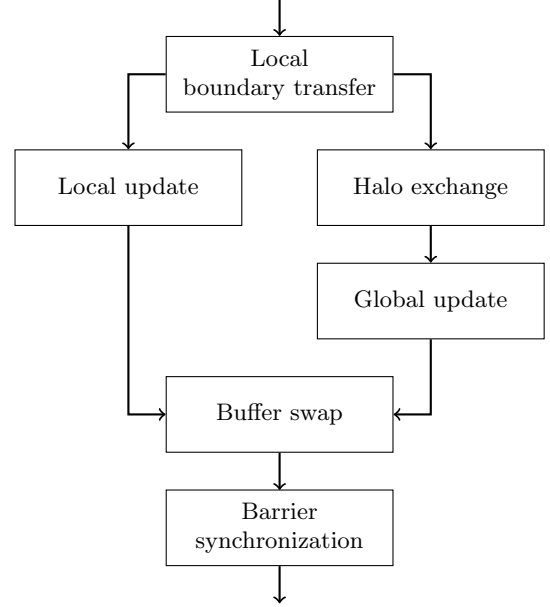 Local
boundary transfer
Local update
Halo exchange
Global update
Buffer swap
Barrier
synchronization